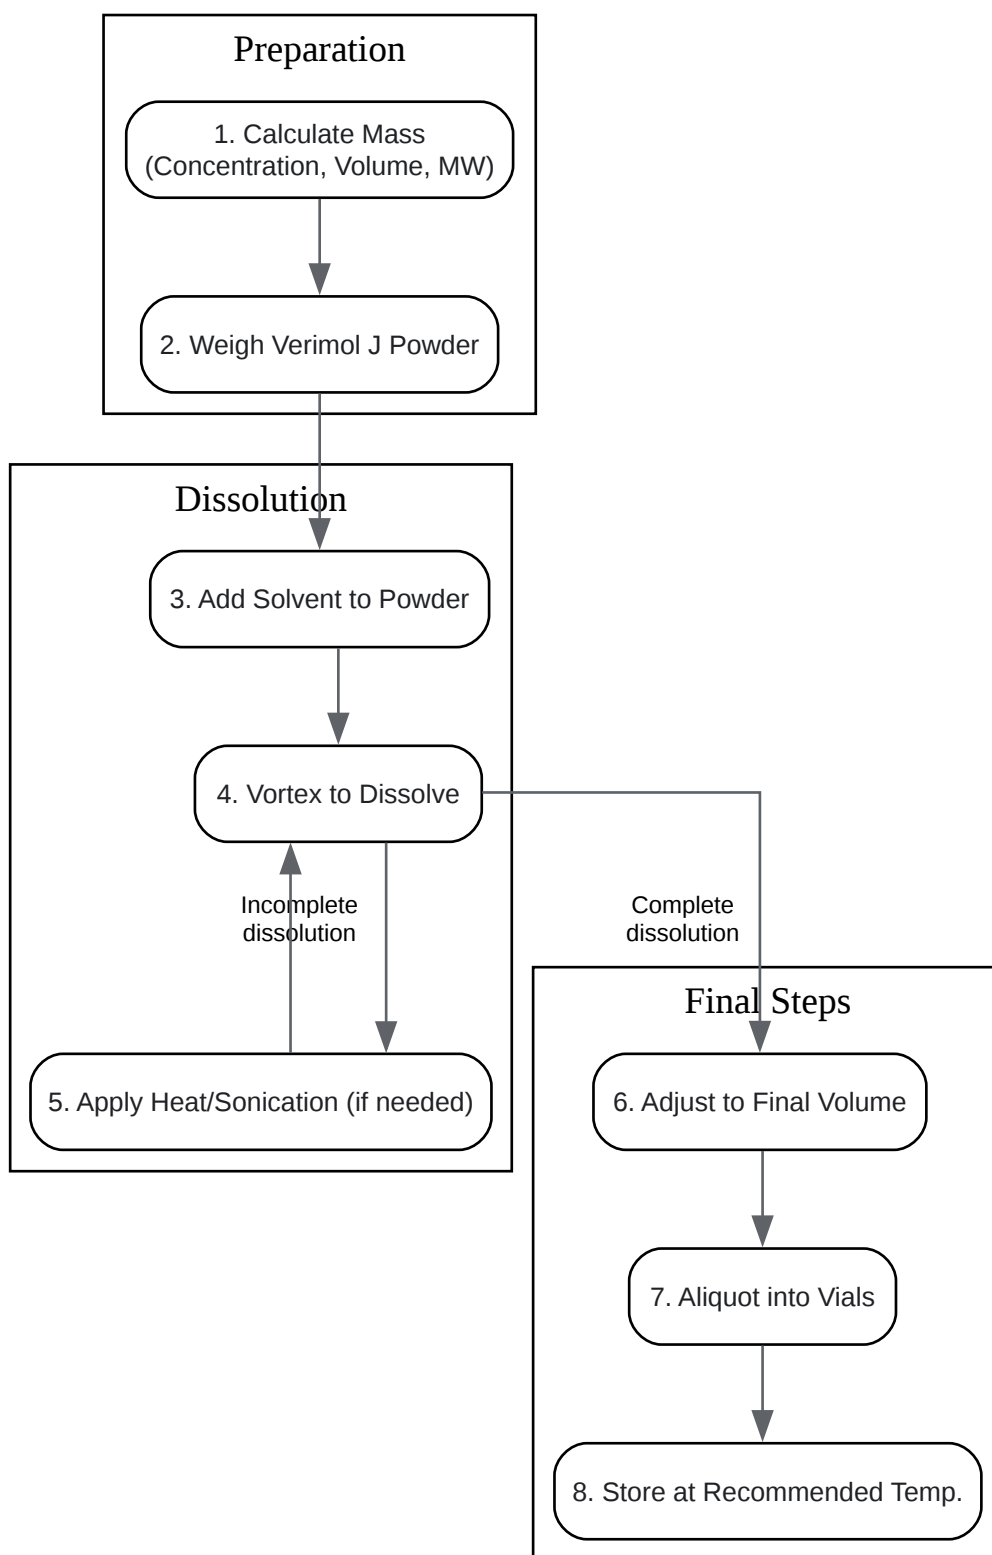 Preparation
1. Calculate Mass
(Concentration, Volume, MW)
2. Weigh Verimol J Powder
Dissolution
3. Add Solvent to Powder
4. Vortex to Dissolve
Incomplete
dissolution
Complete
dissolution
5. Apply Heat/Sonication (if needed)
Final Steps
6. Adjust to Final Volume
7. Aliquot into Vials
8. Store at Recommended Temp.